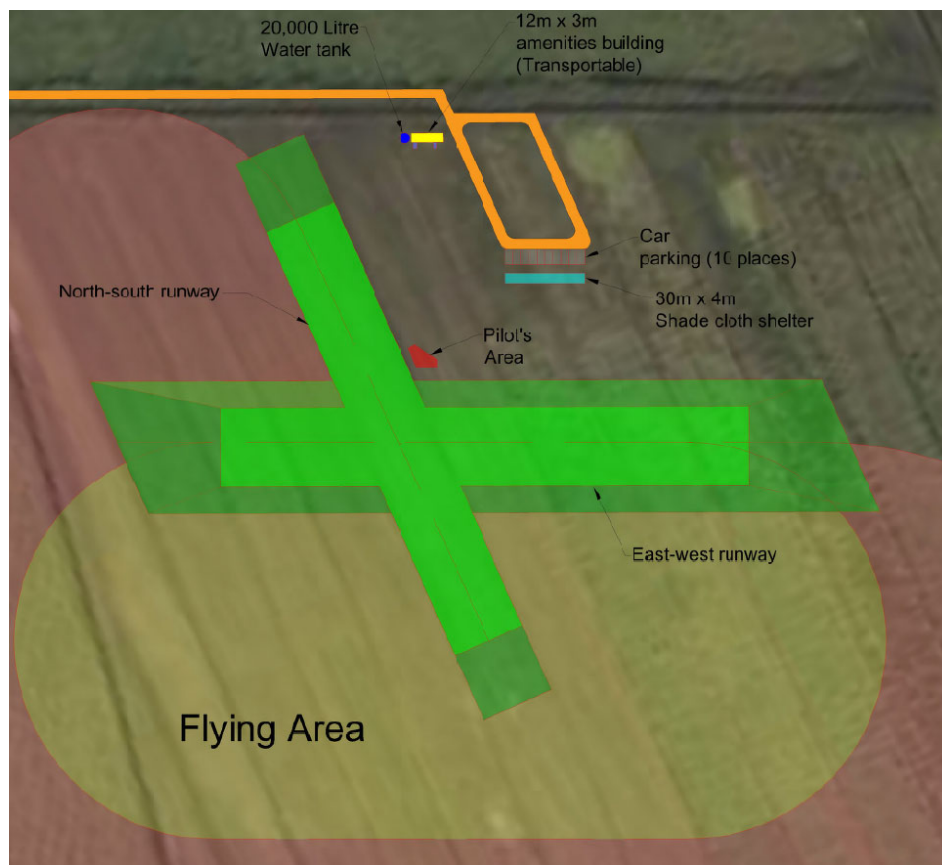 20,000 Litre
Water tank
12m x 3m
amenities building
(Transportable)
Car
parking (10 places)
30m x 4m
Shade cloth shelter
North-south runway
Pilot's
Area
East-west runway
Flying Area